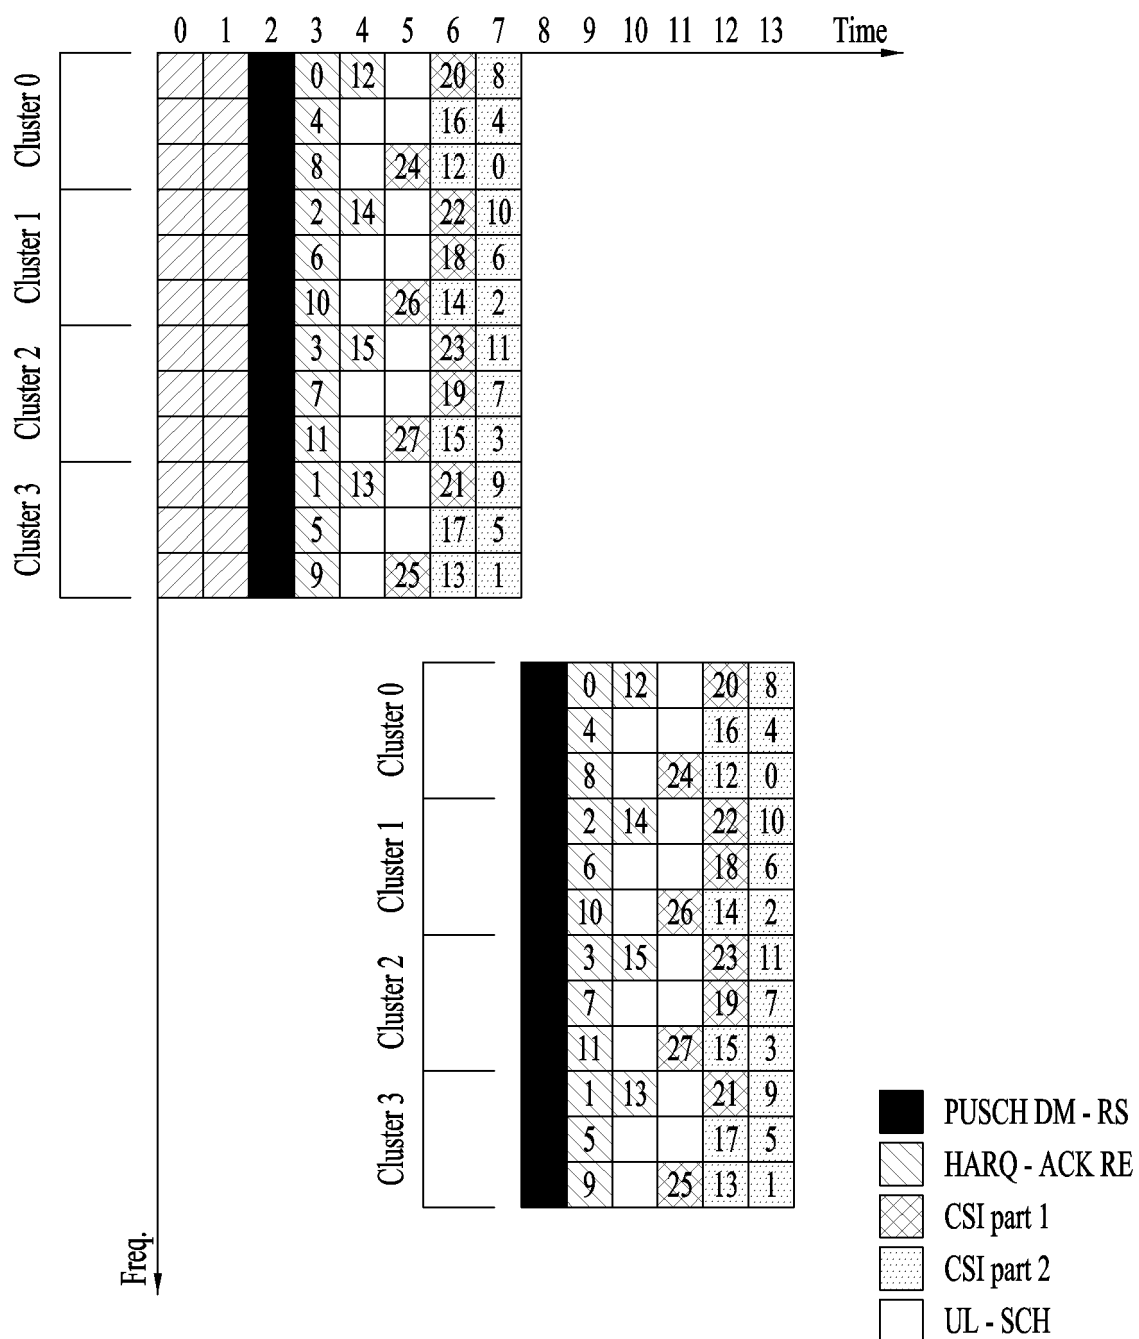 0 1 2 3 4 5 6 7 8 9 10 11 12 13 Time
Cluster 0
0 12 20 8
4 16 4
8 24 12 0
Cluster 1
2 14 22 10
6 18 6
10 26 14 2
Cluster 2
3 15 23 11
7 19 7
11 27 15 3
Cluster 3
1 13 21 9
5 17 5
9 25 13 1
Cluster 0
0 12 20 8
4 16 4
8 24 12 0
Cluster 1
2 14 22 10
6 18 6
10 26 14 2
Cluster 2
3 15 23 11
7 19 7
11 27 15 3
Cluster 3
1 13 21 9
5 17 5
9 25 13 1
Freq.
PUSCH DM - RS
HARQ - ACK RE
CSI part 1
CSI part 2
UL - SCH